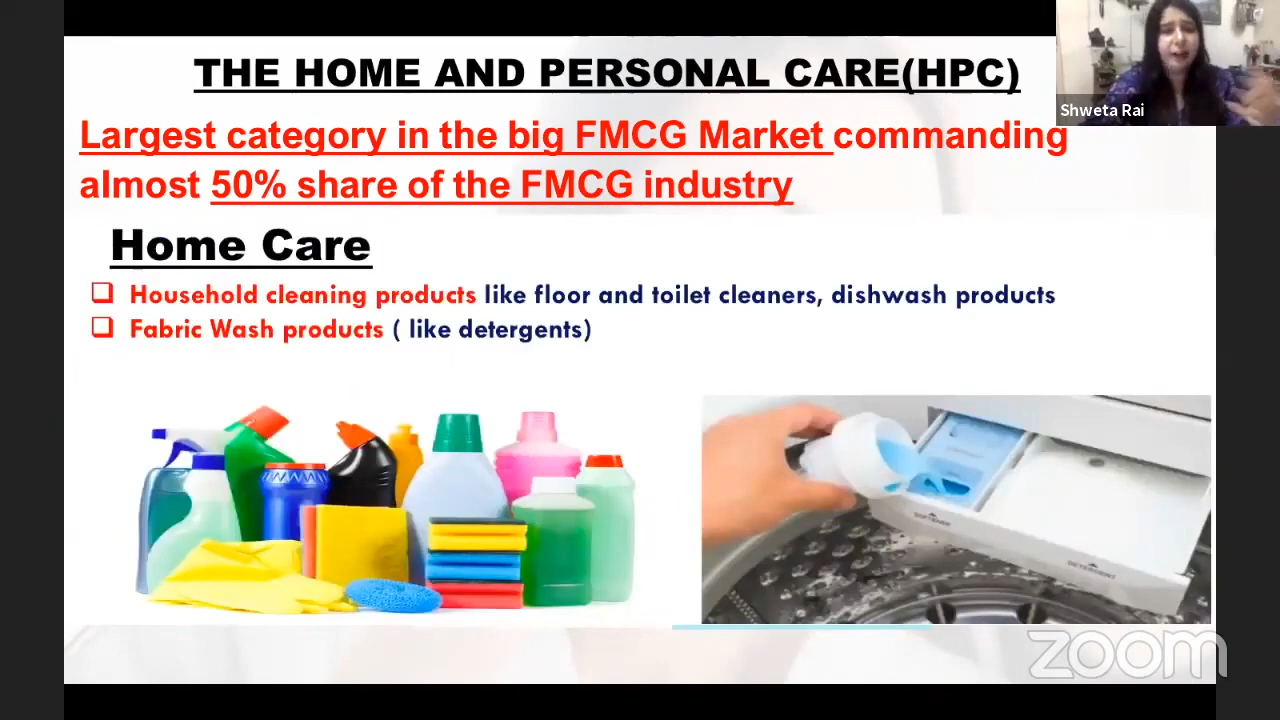 THE HOME AND PERSONAL CARE(HPC)
Shweta Rai
Largest category in the big FMCG Market commanding
almost 50% share of the FMCG industry
Home Care
Household cleaning products like floor and toilet cleaners, dishwash products
Fabric Wash products ( like detergents)
SOFTENER
DETERGENT
zoom